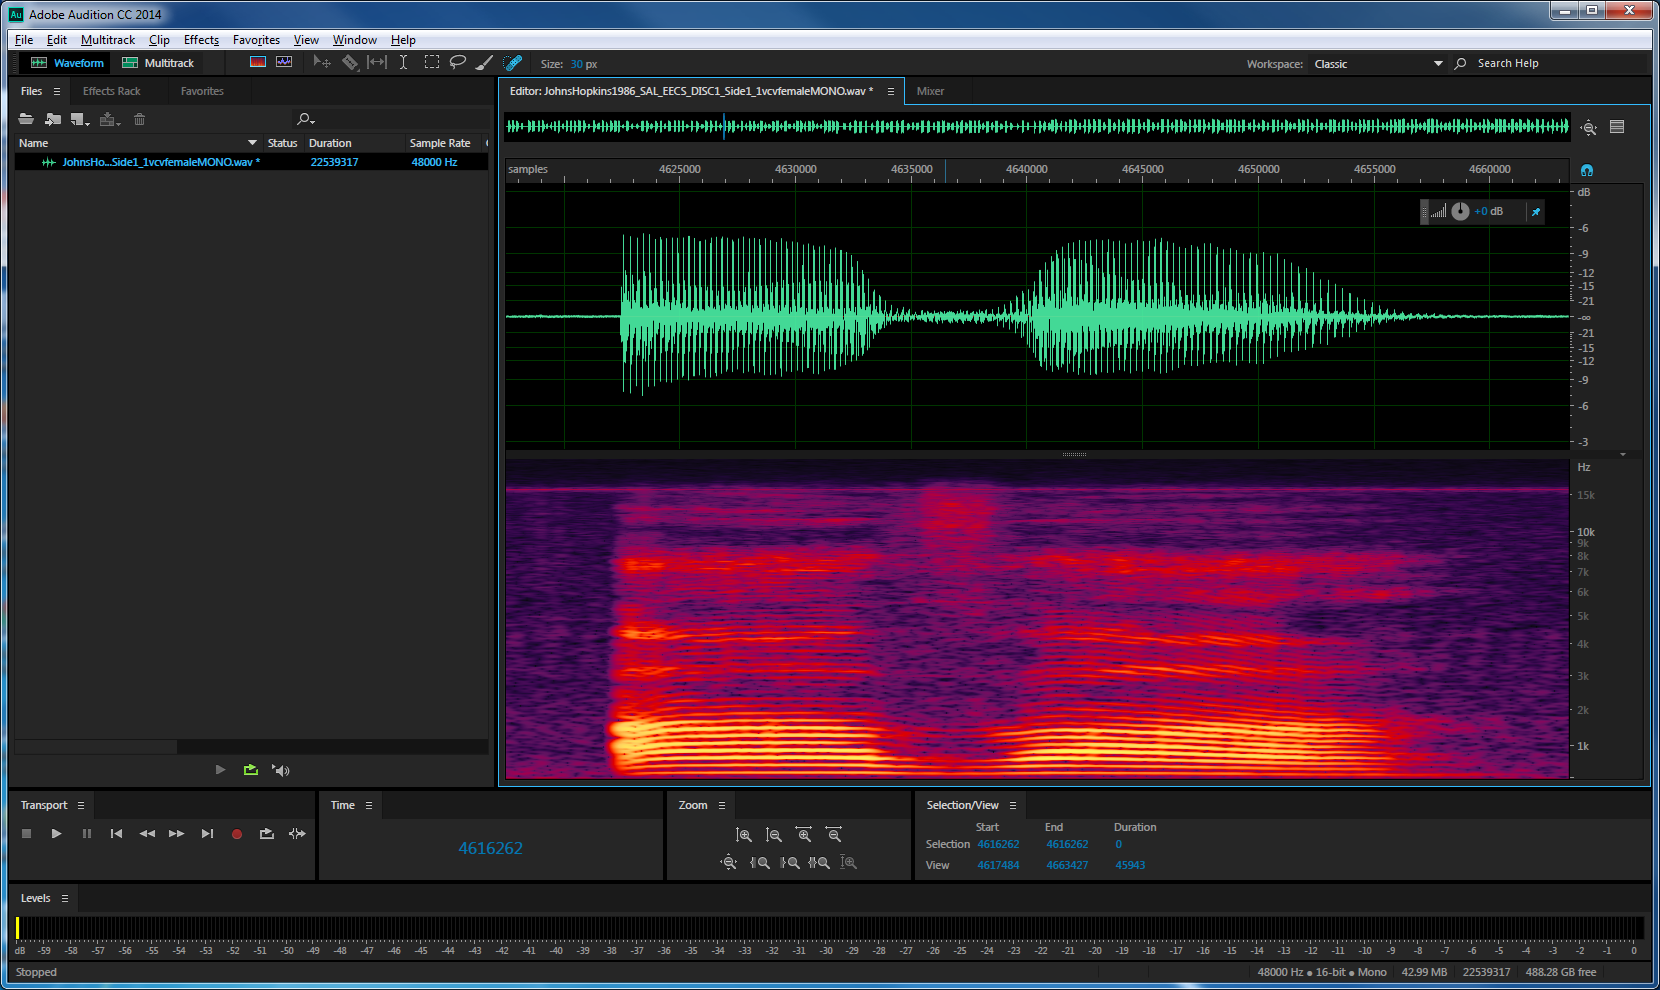 Au Adobe Audition CC 2014
File Edit Multitrack Clip Effects Favorites View Window Help
Waveform Multitrack Size: 30 px Workspace: Classic Search Help
Files Effects Rack Favorites
Editor: JohnsHopkins1986_SAL_EECS_DISC1_Side1_1vcvfemaleMONO.wav * Mixer
Name Status Duration Sample Rate
JohnsHo...Side1_1vcvfemaleMONO.wav * 22539317 48000 Hz
samples 4625000 4630000 4635000 4640000 4645000 4650000 4655000 4660000
dB
+0 dB
-6
-9
-12
-15
-21
-∞
-21
-15
-12
-9
-6
-3
Hz
15k
10k
9k
8k
7k
6k
5k
4k
3k
2k
1k
Transport Time Zoom Selection/View
Start End Duration
Selection 4616262 4616262 0
View 4617484 4663427 45943
4616262
Levels
dB -59 -58 -57 -56 -55 -54 -53 -52 -51 -50 -49 -48 -47 -46 -45 -44 -43 -42 -41 -40 -39 -38 -37 -36 -35 -34 -33 -32 -31 -30 -29 -28 -27 -26 -25 -24 -23 -22 -21 -20 -19 -18 -17 -16 -15 -14 -13 -12 -11 -10 -9 -8 -7 -6 -5 -4 -3 -2 -1 0
Stopped 48000 Hz ● 16-bit ● Mono 42.99 MB 22539317 488.28 GB free